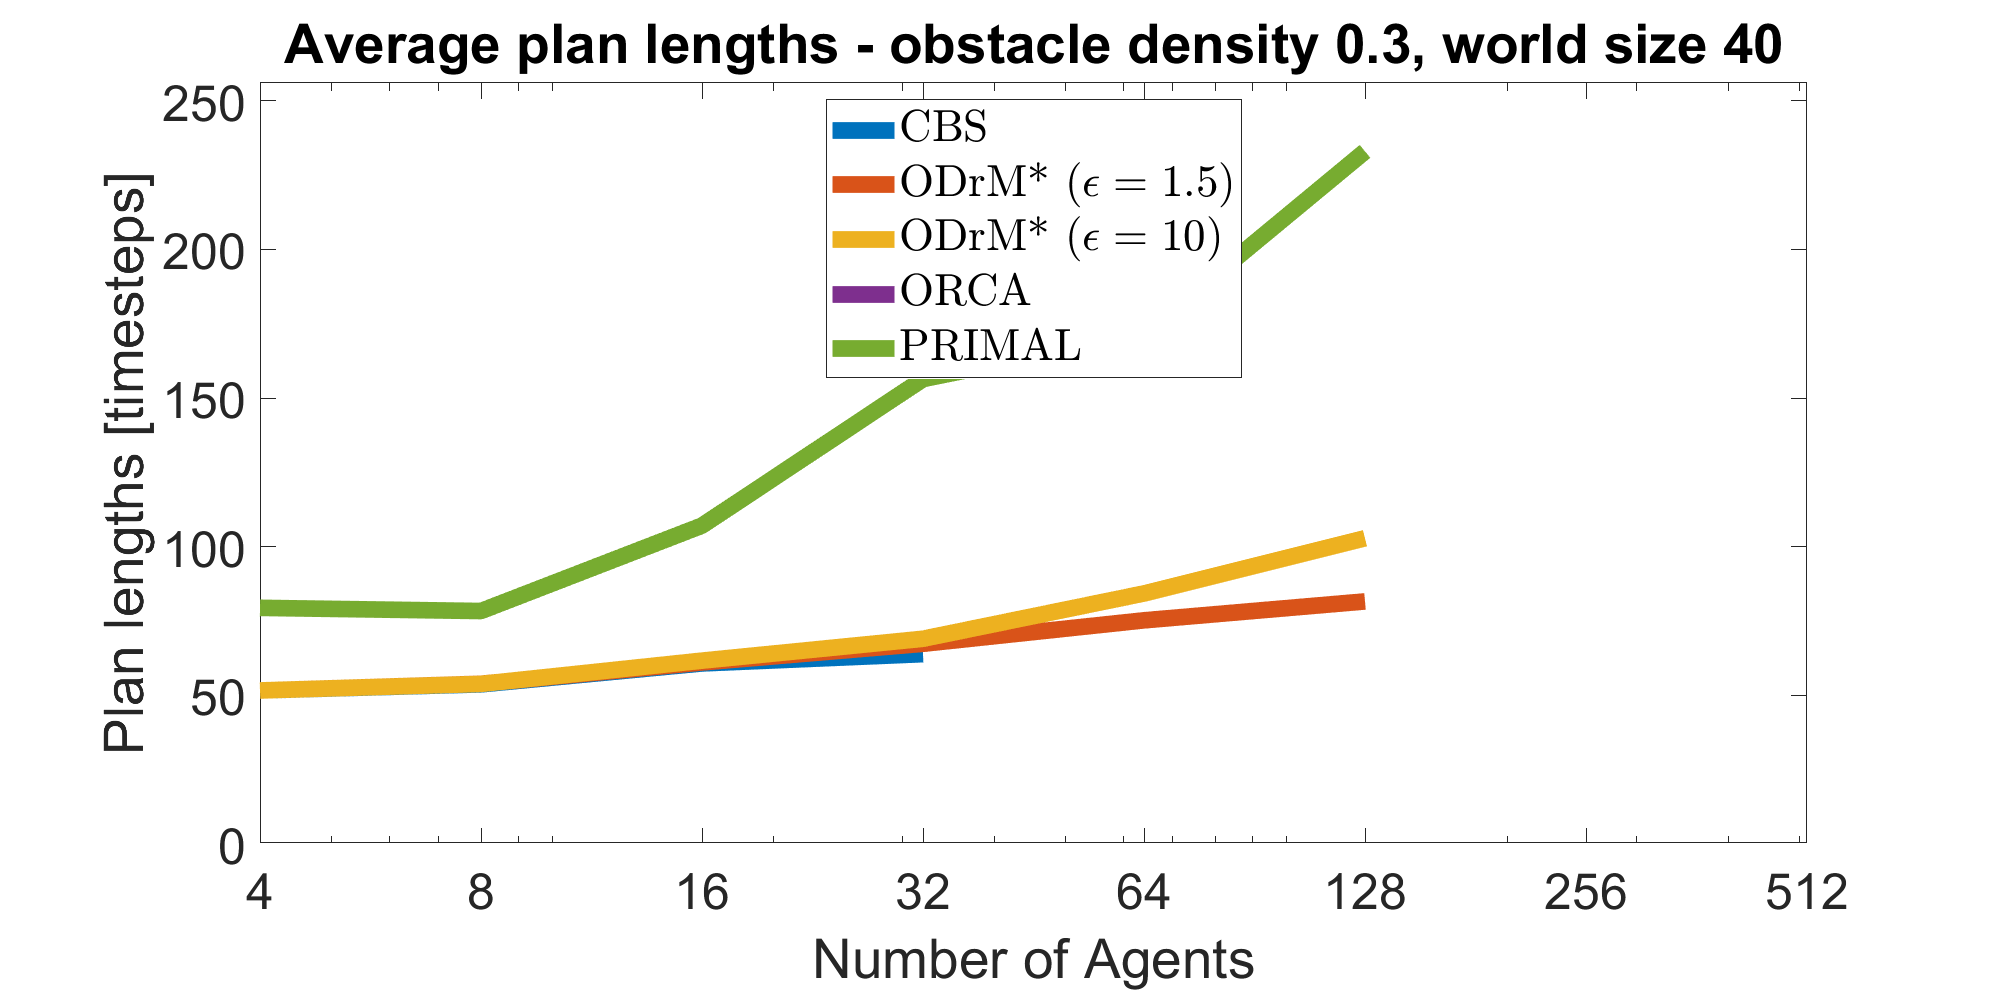 Average plan lengths - obstacle density 0.3, world size 40
250
200
150
100
50
0
Plan lengths [timesteps]
CBS
ODrM* (ϵ = 1.5)
ODrM* (ϵ = 10)
ORCA
PRIMAL
4 8 16 32 64 128 256 512
Number of Agents